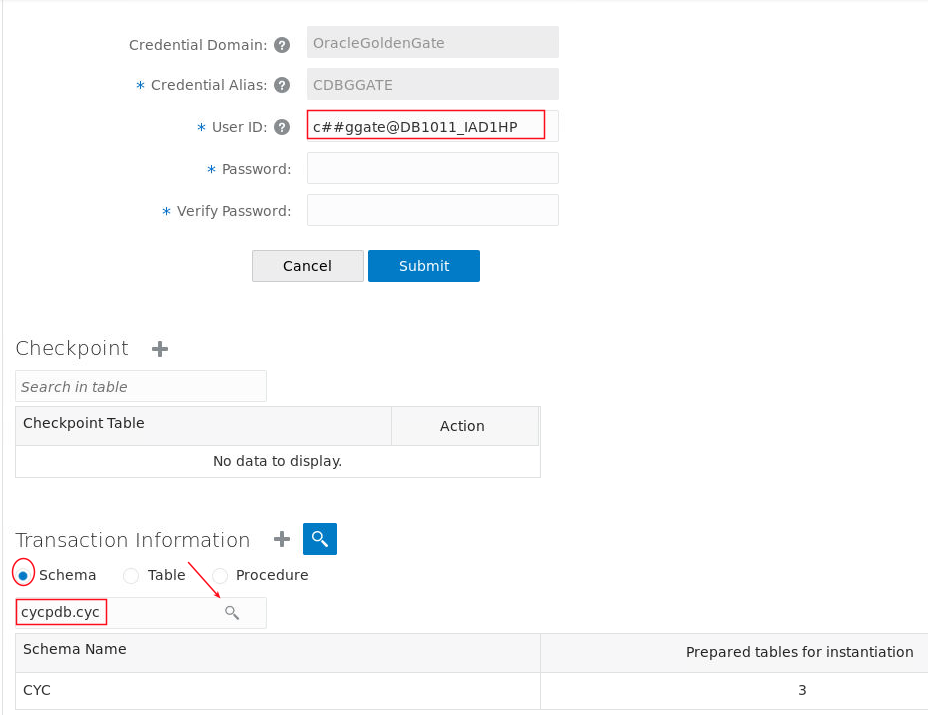 Credential Domain: ? OracleGoldenGate
* Credential Alias: ? CDBGGATE
* User ID: ? c##ggate@DB1011_IAD1HP
* Password:
* Verify Password:
Cancel Submit
Checkpoint +
Search in table
Checkpoint Table Action
No data to display.
Transaction Information +
Schema Table Procedure
cycpdb.cyc
Schema Name Prepared tables for instantiation
CYC 3